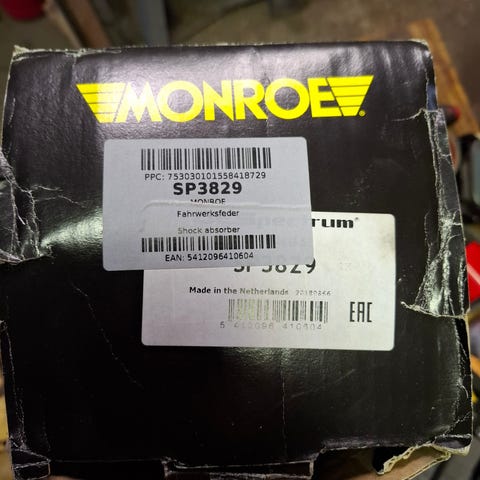 MONROE®
PPC: 753030101558418729
SP3829
MONROE
Fahrwerksfeder
Shock absorber
EAN: 5412096410604
SP3829
Made in the Netherlands
5 412096 410604
EAC